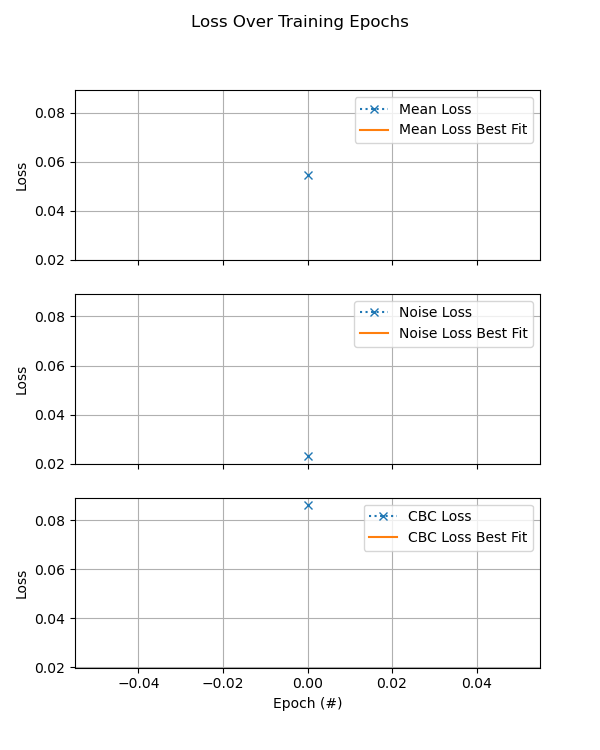 Loss Over Training Epochs
Mean Loss
Mean Loss Best Fit
0.08
0.06
0.04
0.02
Loss
Noise Loss
Noise Loss Best Fit
0.08
0.06
0.04
0.02
Loss
CBC Loss
CBC Loss Best Fit
0.08
0.06
0.04
0.02
Loss
−0.04 −0.02 0.00 0.02 0.04
Epoch (#)